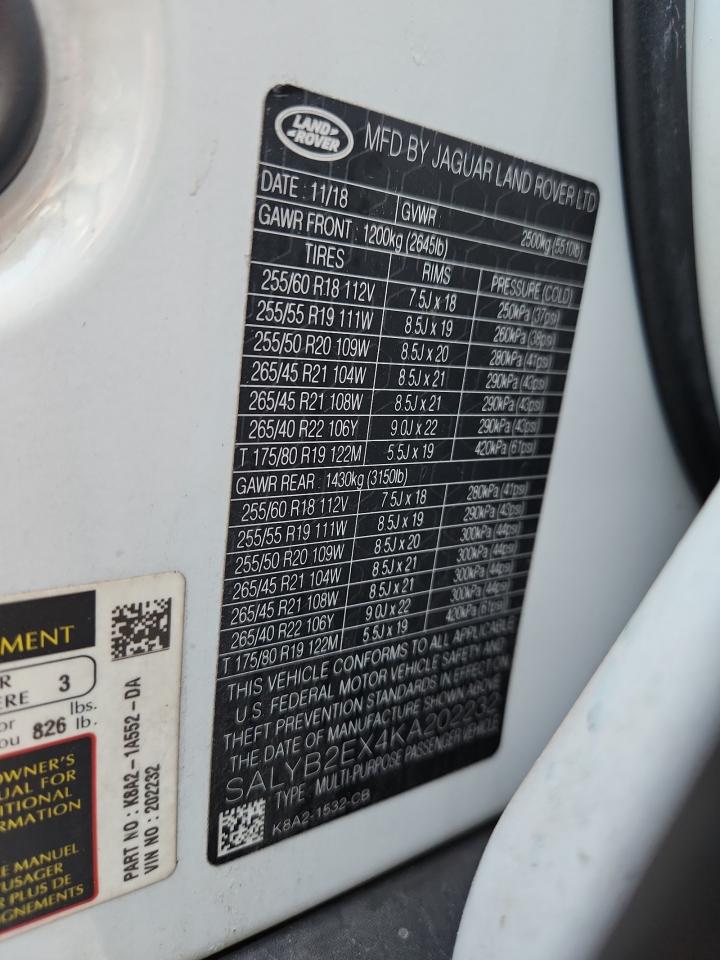 LAND ROVER
MFD BY JAGUAR LAND ROVER LTD
DATE : 11/18 GVWR : 2500kg (5510lb)
GAWR FRONT : 1200kg (2645lb)
TIRES RIMS PRESSURE (COLD)
255/60 R18 112V 7.5J x 18 250kPa (37psi)
255/55 R19 111W 8.5J x 19 260kPa (38psi)
255/50 R20 109W 8.5J x 20 280kPa (41psi)
265/45 R21 104W 8.5J x 21 290kPa (43psi)
265/45 R21 108W 8.5J x 21 290kPa (43psi)
265/40 R22 106Y 9.0J x 22 290kPa (43psi)
T 175/80 R19 122M 5.5J x 19 420kPa (61psi)
GAWR REAR : 1430kg (3150lb)
255/60 R18 112V 7.5J x 18 280kPa (41psi)
255/55 R19 111W 8.5J x 19 290kPa (43psi)
255/50 R20 109W 8.5J x 20 300kPa (44psi)
265/45 R21 104W 8.5J x 21 300kPa (44psi)
265/45 R21 108W 8.5J x 21 300kPa (44psi)
265/40 R22 106Y 9.0J x 22 300kPa (44psi)
T 175/80 R19 122M 5.5J x 19 420kPa (61psi)
THIS VEHICLE CONFORMS TO ALL APPLICABLE
U.S. FEDERAL MOTOR VEHICLE SAFETY AND
THEFT PREVENTION STANDARDS IN EFFECT ON
THE DATE OF MANUFACTURE SHOWN ABOVE
SALYB2EX4KA202232
TYPE : MULTI-PURPOSE PASSENGER VEHICLE
K8A2-1532-CB
MENT
R
ERE 3
or lbs.
ou 826 lb.
OWNER'S
UAL FOR
ITIONAL
RMATION
E MANUEL
'USAGER
R PLUS DE
GNEMENTS
PART NO : K8A2-1A552-DA
VIN NO : 202232